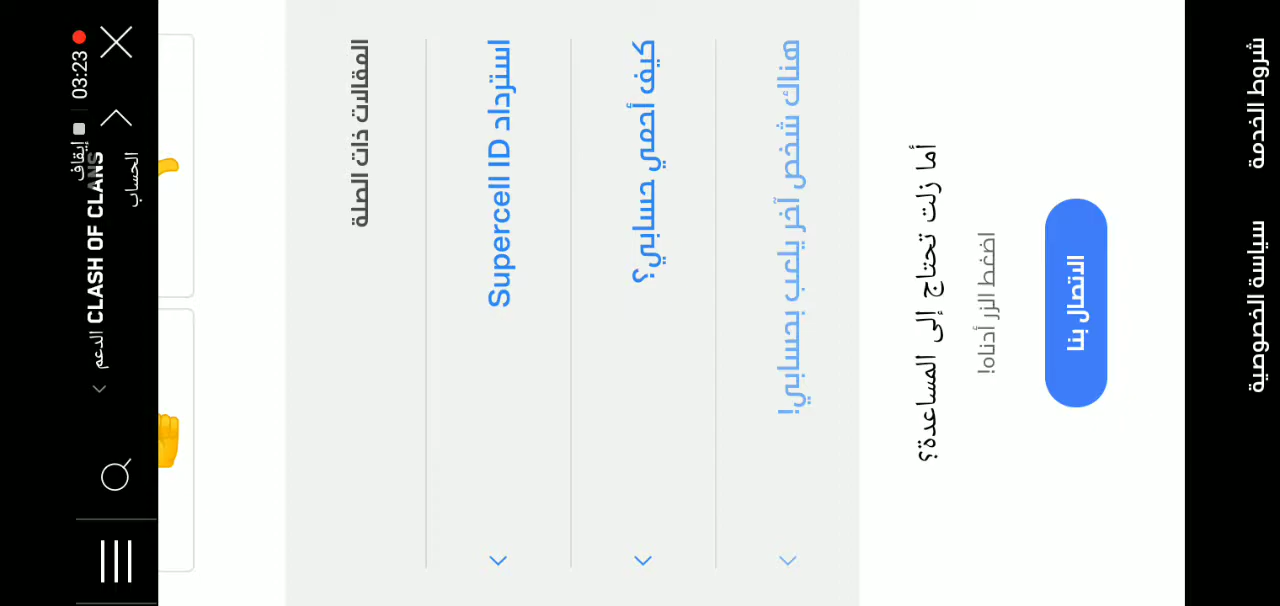 03:23
إيقاف
الحساب
CLASH OF CLANS الدعم
المقالات ذات الصلة
استرداد Supercell ID
كيف أحمي حسابي؟
هناك شخص آخر يلعب بحسابي!
أما زلت تحتاج إلى المساعدة؟
اضغط الزر أدناه!
الاتصال بنا
شروط الخدمة
سياسة الخصوصية